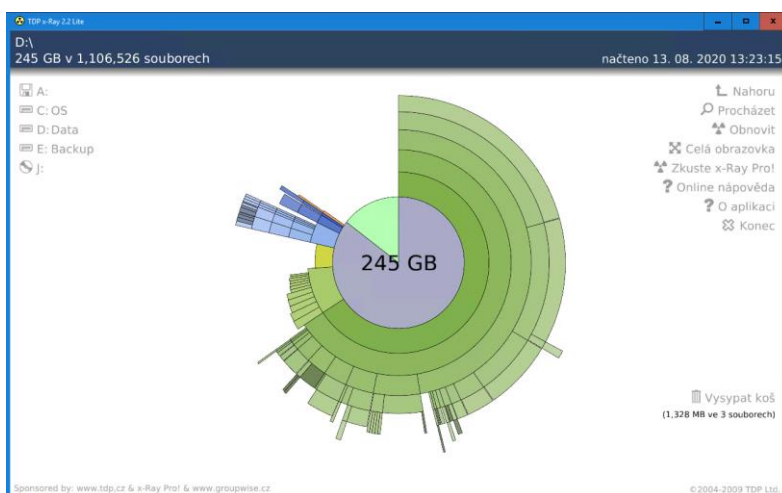 TDP x-Ray 2.2 Lite
D:\
245 GB v 1,106,526 souborech
načteno 13. 08. 2020 13:23:15
A:
C: OS
D: Data
E: Backup
J:
Nahoru
Procházet
Obnovit
Celá obrazovka
Zkuste x-Ray Pro!
Online nápověda
O aplikaci
Konec
245 GB
Vysypat koš
(1,328 MB ve 3 souborech)
Sponsored by: www.tdp.cz & x-Ray Pro! & www.groupwise.cz
©2004-2009 TDP Ltd.